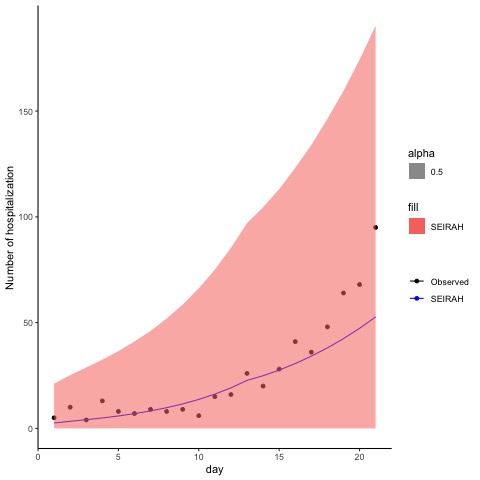 150
100
50
0
Number of hospitalization
0 5 10 15 20
day
alpha
0.5
fill
SEIRAH
Observed
SEIRAH